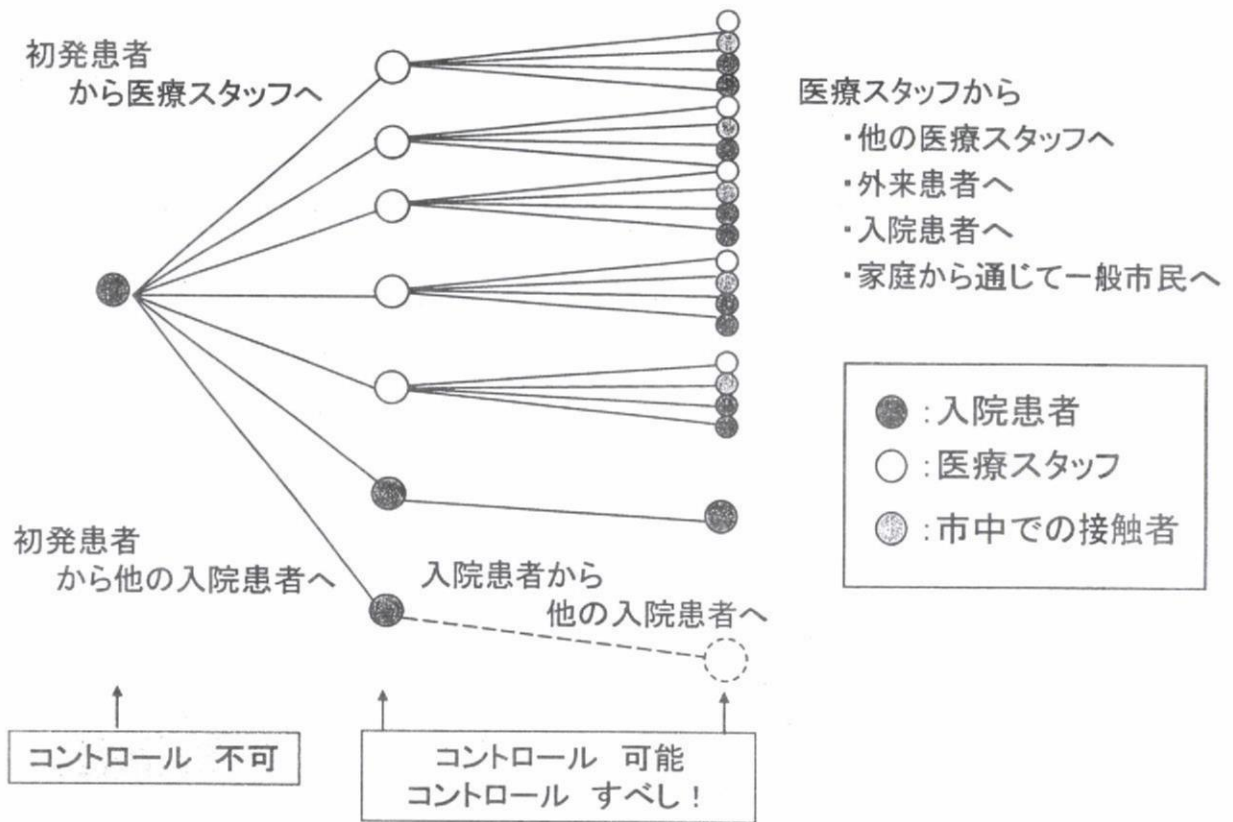 初発患者
から医療スタッフへ
医療スタッフから
・他の医療スタッフへ
・外来患者へ
・入院患者へ
・家庭から通じて一般市民へ
：入院患者
：医療スタッフ
：市中での接触者
初発患者
から他の入院患者へ
入院患者から
他の入院患者へ
コントロール 不可
コントロール 可能
コントロール すべし！